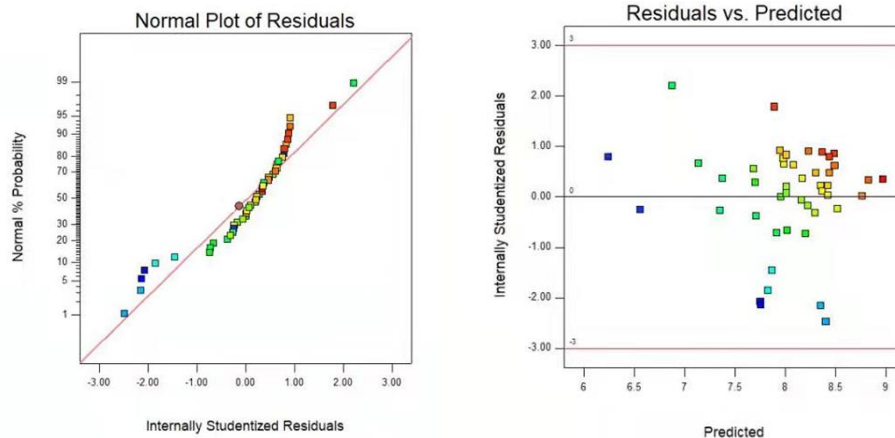 Normal Plot of Residuals
Normal % Probability
99
95
90
80
70
50
30
20
10
5
1
-3.00 -2.00 -1.00 0.00 1.00 2.00 3.00
Internally Studentized Residuals
Residuals vs. Predicted
Internally Studentized Residuals
3.00
2.00
1.00
0.00
-1.00
-2.00
-3.00
3
0
-3
6 6.5 7 7.5 8 8.5 9
Predicted